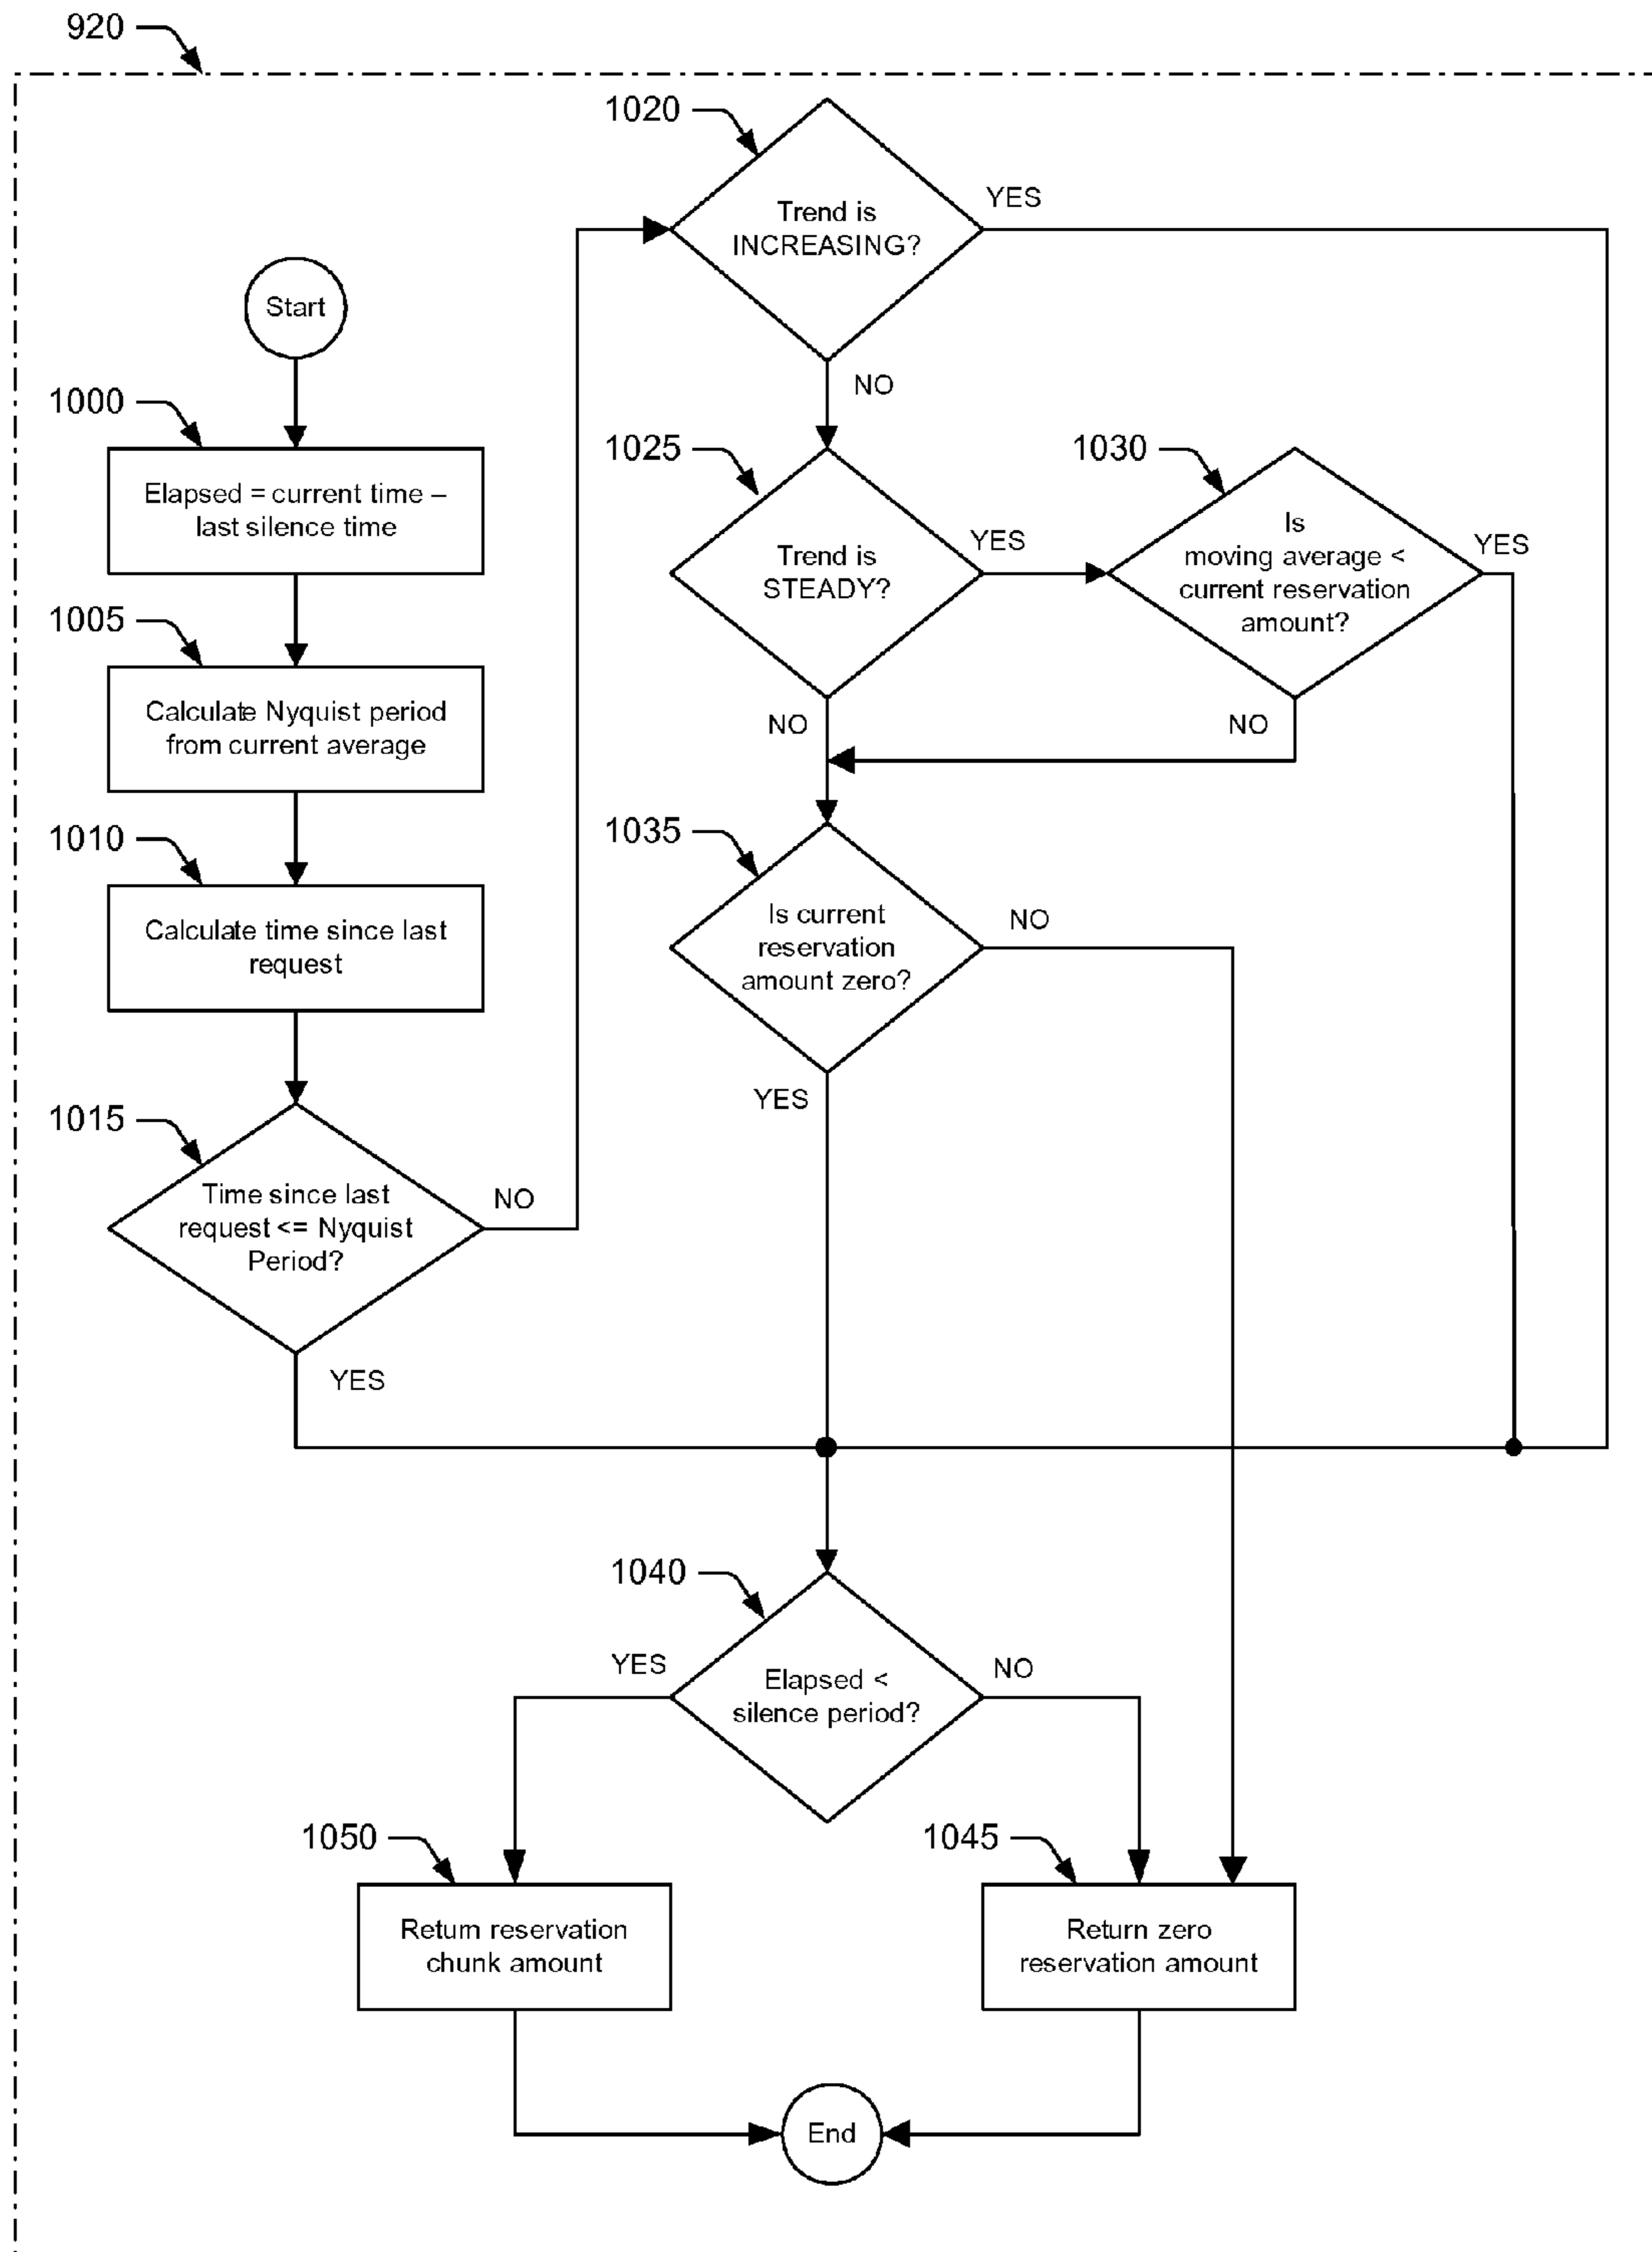 920
Start
1000
Elapsed = current time –
last silence time
1005
Calculate Nyquist period
from current average
1010
Calculate time since last
request
1015
Time since last
request <= Nyquist
Period?
NO
YES
1020
Trend is
INCREASING?
YES
NO
1025
Trend is
STEADY?
YES
NO
1030
Is
moving average <
current reservation
amount?
YES
NO
1035
Is current
reservation
amount zero?
NO
YES
1040
Elapsed <
silence period?
YES
NO
1050
Return reservation
chunk amount
1045
Return zero
reservation amount
End